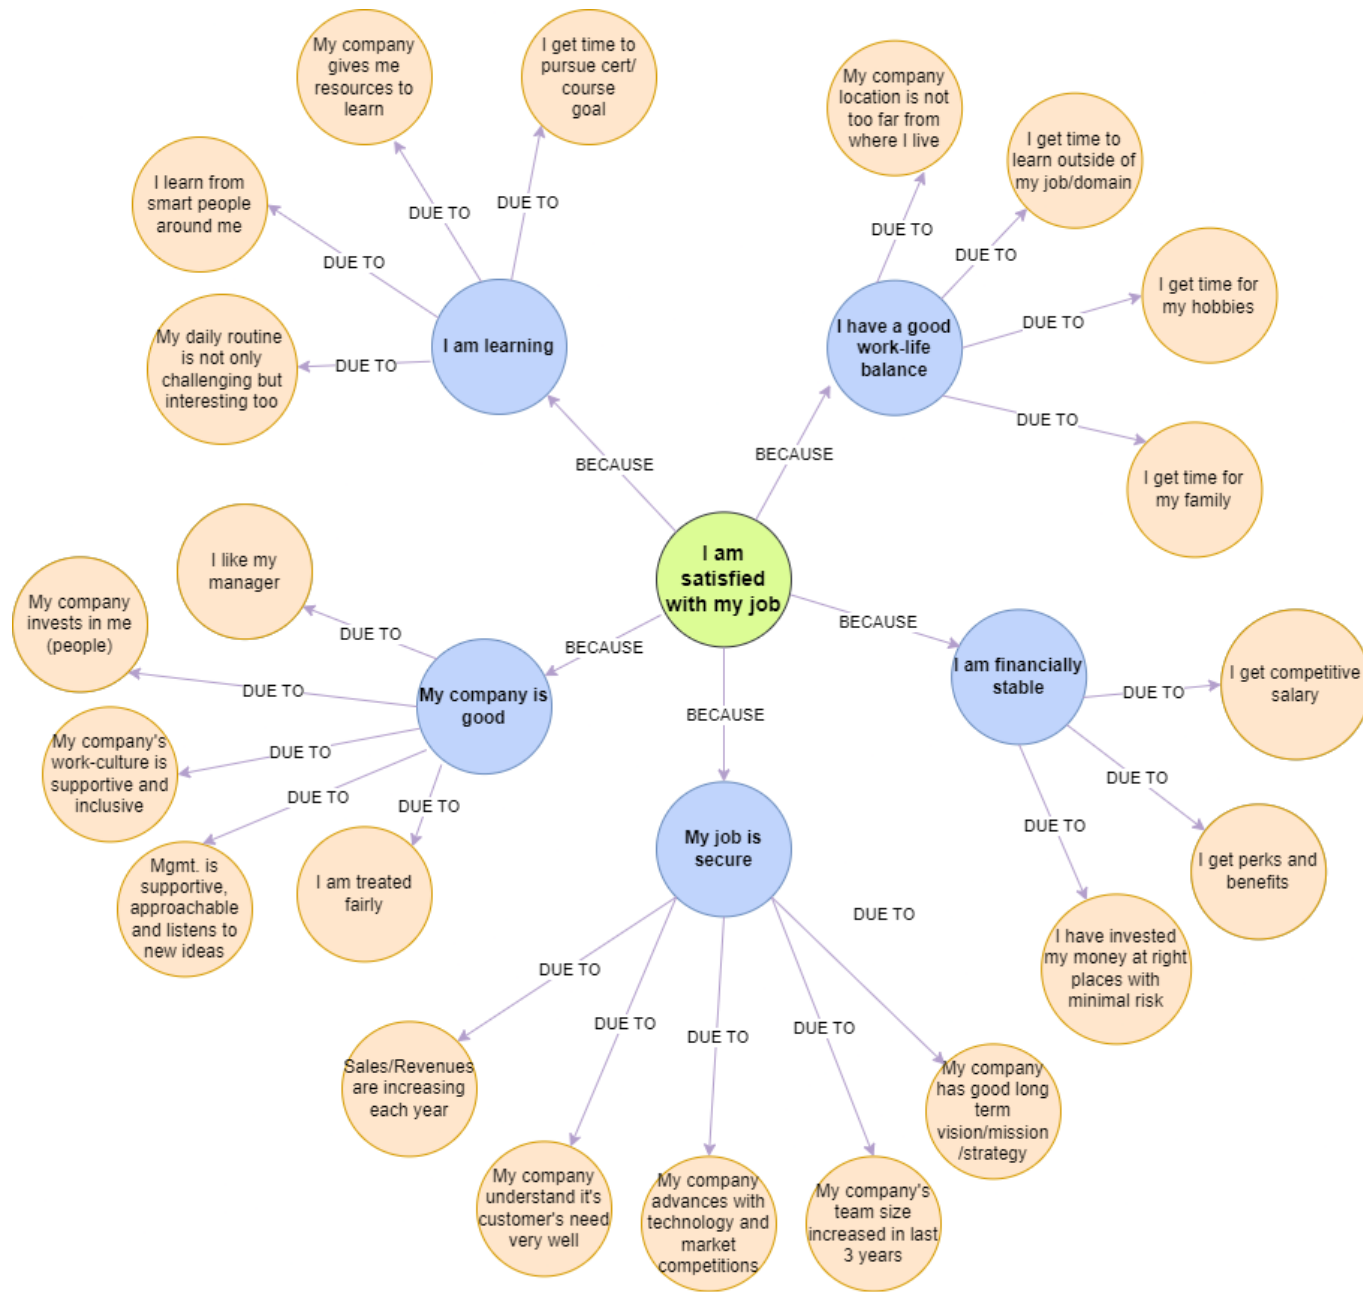 My company
gives me
resources to
learn
I get time to
pursue cert/
course
goal
My company
location is not
too far from
where I live
I get time to
learn outside of
my job/domain
I learn from
smart people
around me
DUE TO
DUE TO
DUE TO
DUE TO
DUE TO
I get time for
my hobbies
My daily routine
is not only
challenging but
interesting too
DUE TO
I am learning
I have a good
work-life
balance
DUE TO
DUE TO
I get time for
my family
BECAUSE
BECAUSE
I am
satisfied
with my job
I like my
manager
My company
invests in me
(people)
DUE TO
BECAUSE
BECAUSE
DUE TO
My company is
good
I am financially
stable
DUE TO
I get competitive
salary
My company's
work-culture is
supportive and
inclusive
DUE TO
BECAUSE
DUE TO
DUE TO
DUE TO
DUE TO
My job is
secure
I get perks and
benefits
Mgmt. is
supportive,
approachable
and listens to
new ideas
I am treated
fairly
DUE TO
I have invested
my money at right
places with
minimal risk
DUE TO
DUE TO
DUE TO
DUE TO
Sales/Revenues
are increasing
each year
My company
has good long
term
vision/mission
/strategy
My company
understand it's
customer's need
very well
My company
advances with
technology and
market
competitions
My company's
team size
increased in last
3 years